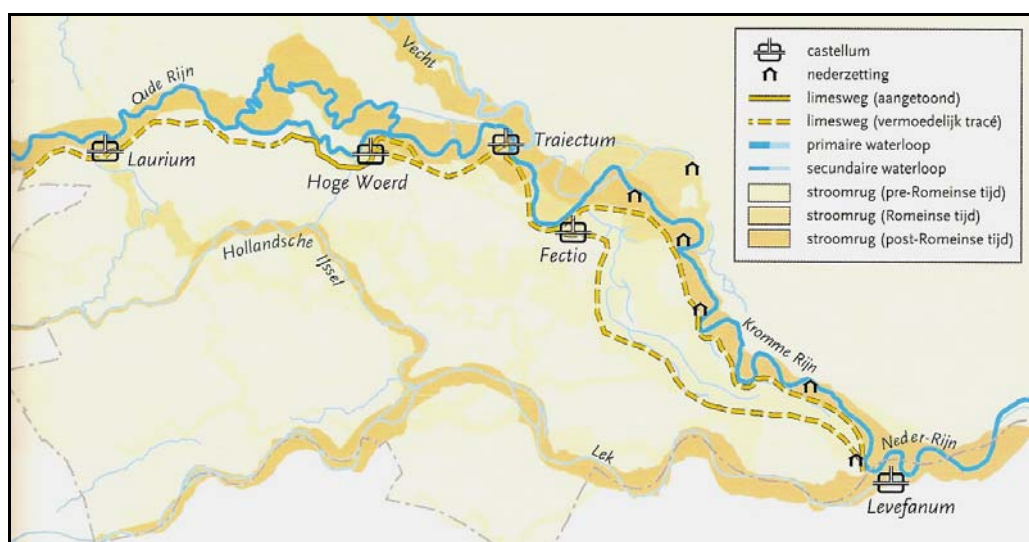 Vecht
Oude Rijn
Laurium
Hoge Woerd
Traiectum
Fectio
Hollandsche
IJssel
Kromme Rijn
Lek
Neder-Rijn
Levefanum
castellum
nederzetting
limesweg (aangetoond)
limesweg (vermoedelijk tracé)
primaire waterloop
secundaire waterloop
stroomrug (pre-Romeinse tijd)
stroomrug (Romeinse tijd)
stroomrug (post-Romeinse tijd)